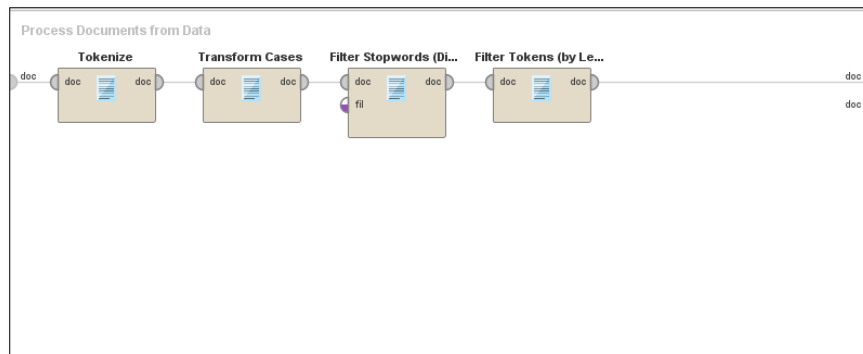 Process Documents from Data
Tokenize Transform Cases Filter Stopwords (Di... Filter Tokens (by Le...
doc doc doc doc doc doc doc doc doc doc
fil doc